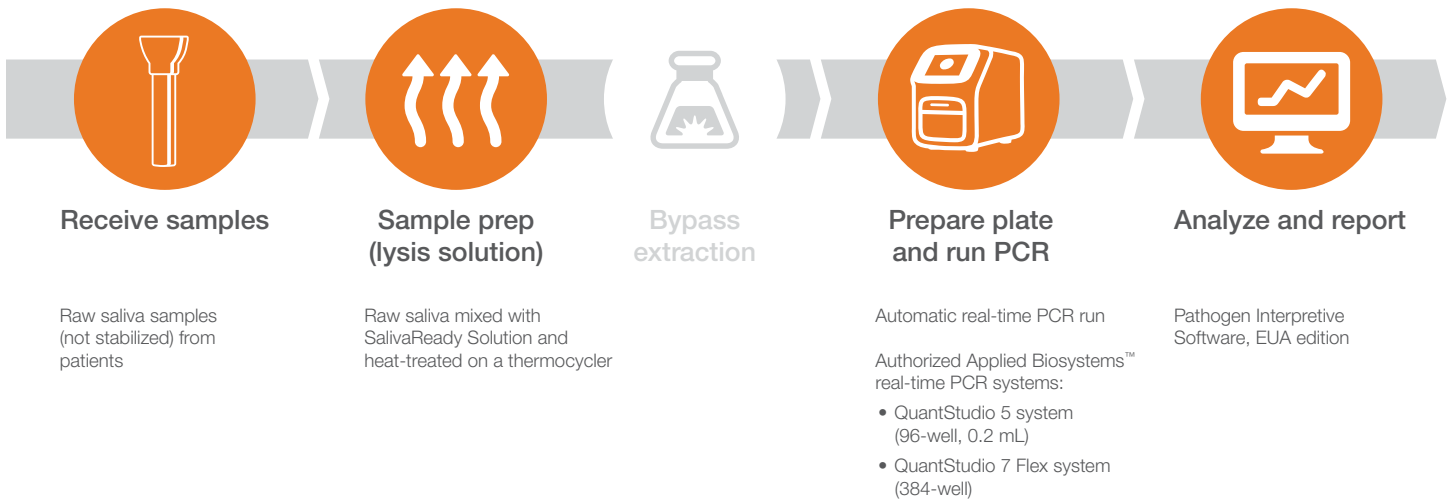 Receive samples
Raw saliva samples
(not stabilized) from
patients
Sample prep
(lysis solution)
Raw saliva mixed with
SalivaReady Solution and
heat-treated on a thermocycler
Bypass
extraction
Prepare plate
and run PCR
Automatic real-time PCR run
Authorized Applied Biosystems™
real-time PCR systems:
• QuantStudio 5 system
(96-well, 0.2 mL)
• QuantStudio 7 Flex system
(384-well)
Analyze and report
Pathogen Interpretive
Software, EUA edition